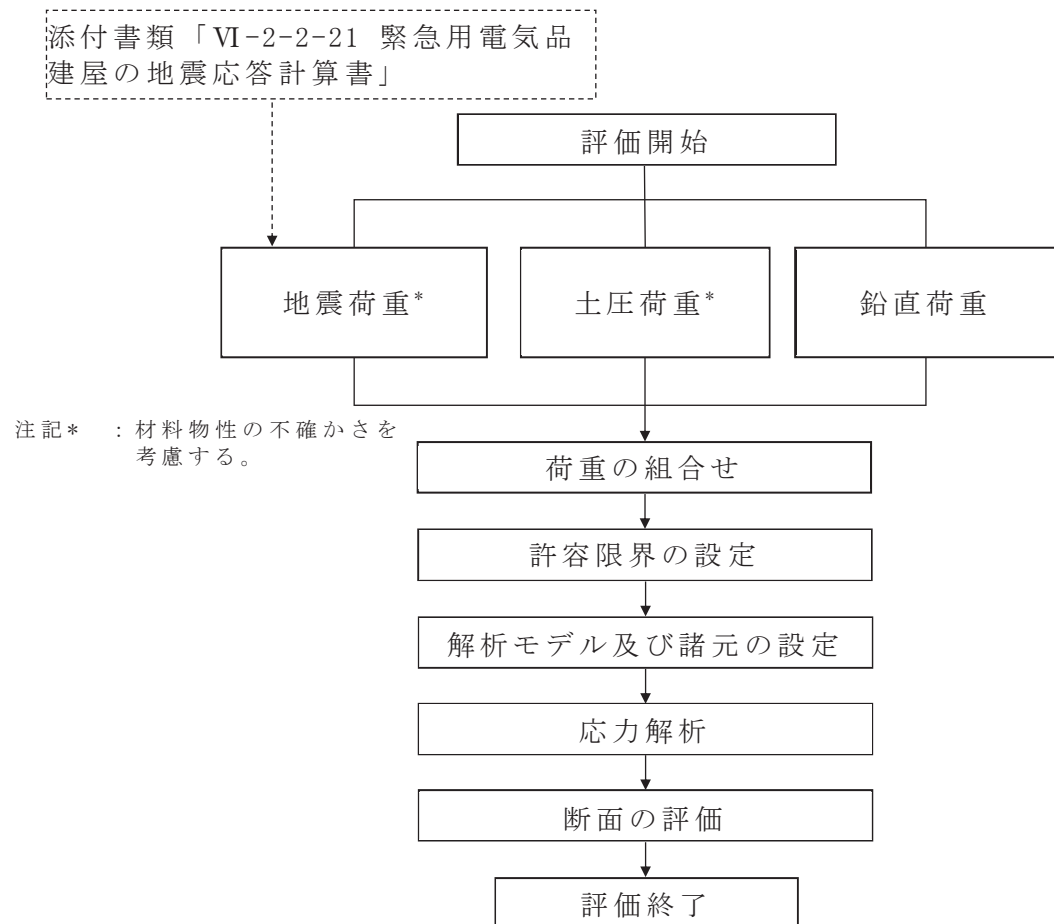 添付書類「Ⅵ-2-2-21 緊急用電気品
建屋の地震応答計算書」
評価開始
地震荷重*
土圧荷重*
鉛直荷重
注記* :材料物性の不確かさを
考慮する。
荷重の組合せ
許容限界の設定
解析モデル及び諸元の設定
応力解析
断面の評価
評価終了